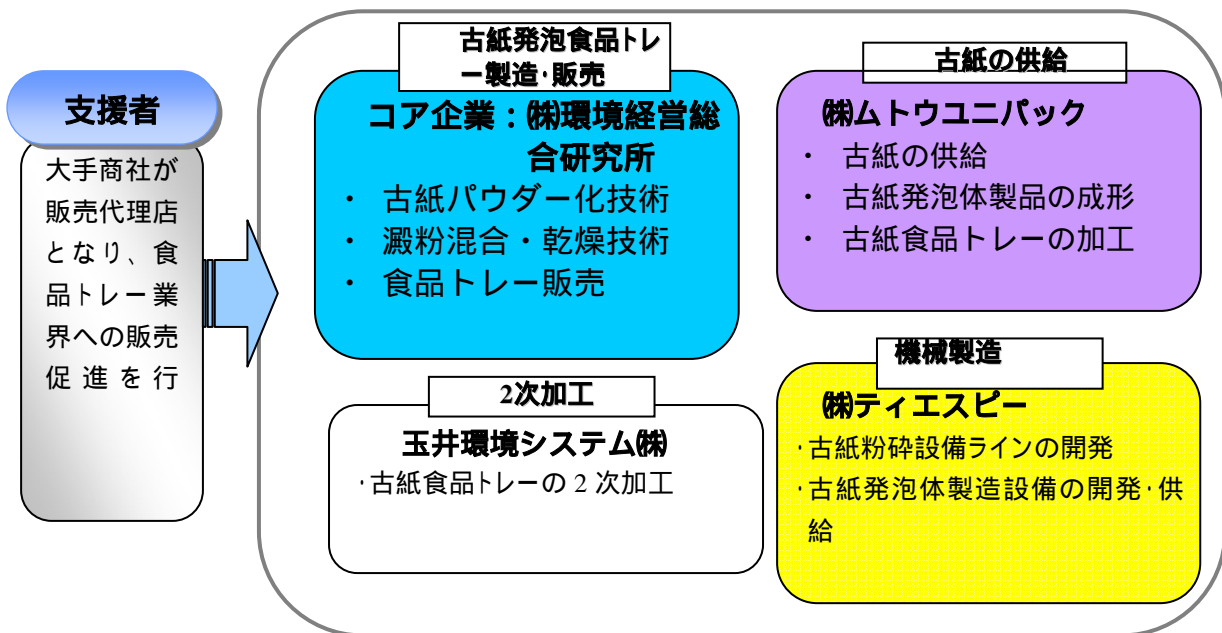 支援者
大手商社が
販売代理店
となり、食
品トレー業
界への販売
促進を行
古紙発泡食品トレ
ー製造・販売
コア企業：㈱環境経営総
合研究所
・ 古紙パウダー化技術
・ 澱粉混合・乾燥技術
・ 食品トレー販売
古紙の供給
㈱ムトウユニパック
・ 古紙の供給
・ 古紙発泡体製品の成形
・ 古紙食品トレーの加工
2次加工
玉井環境システム㈱
・古紙食品トレーの2次加工
機械製造
㈱ティエスピー
・古紙粉砕設備ラインの開発
・古紙発泡体製造設備の開発・供
給